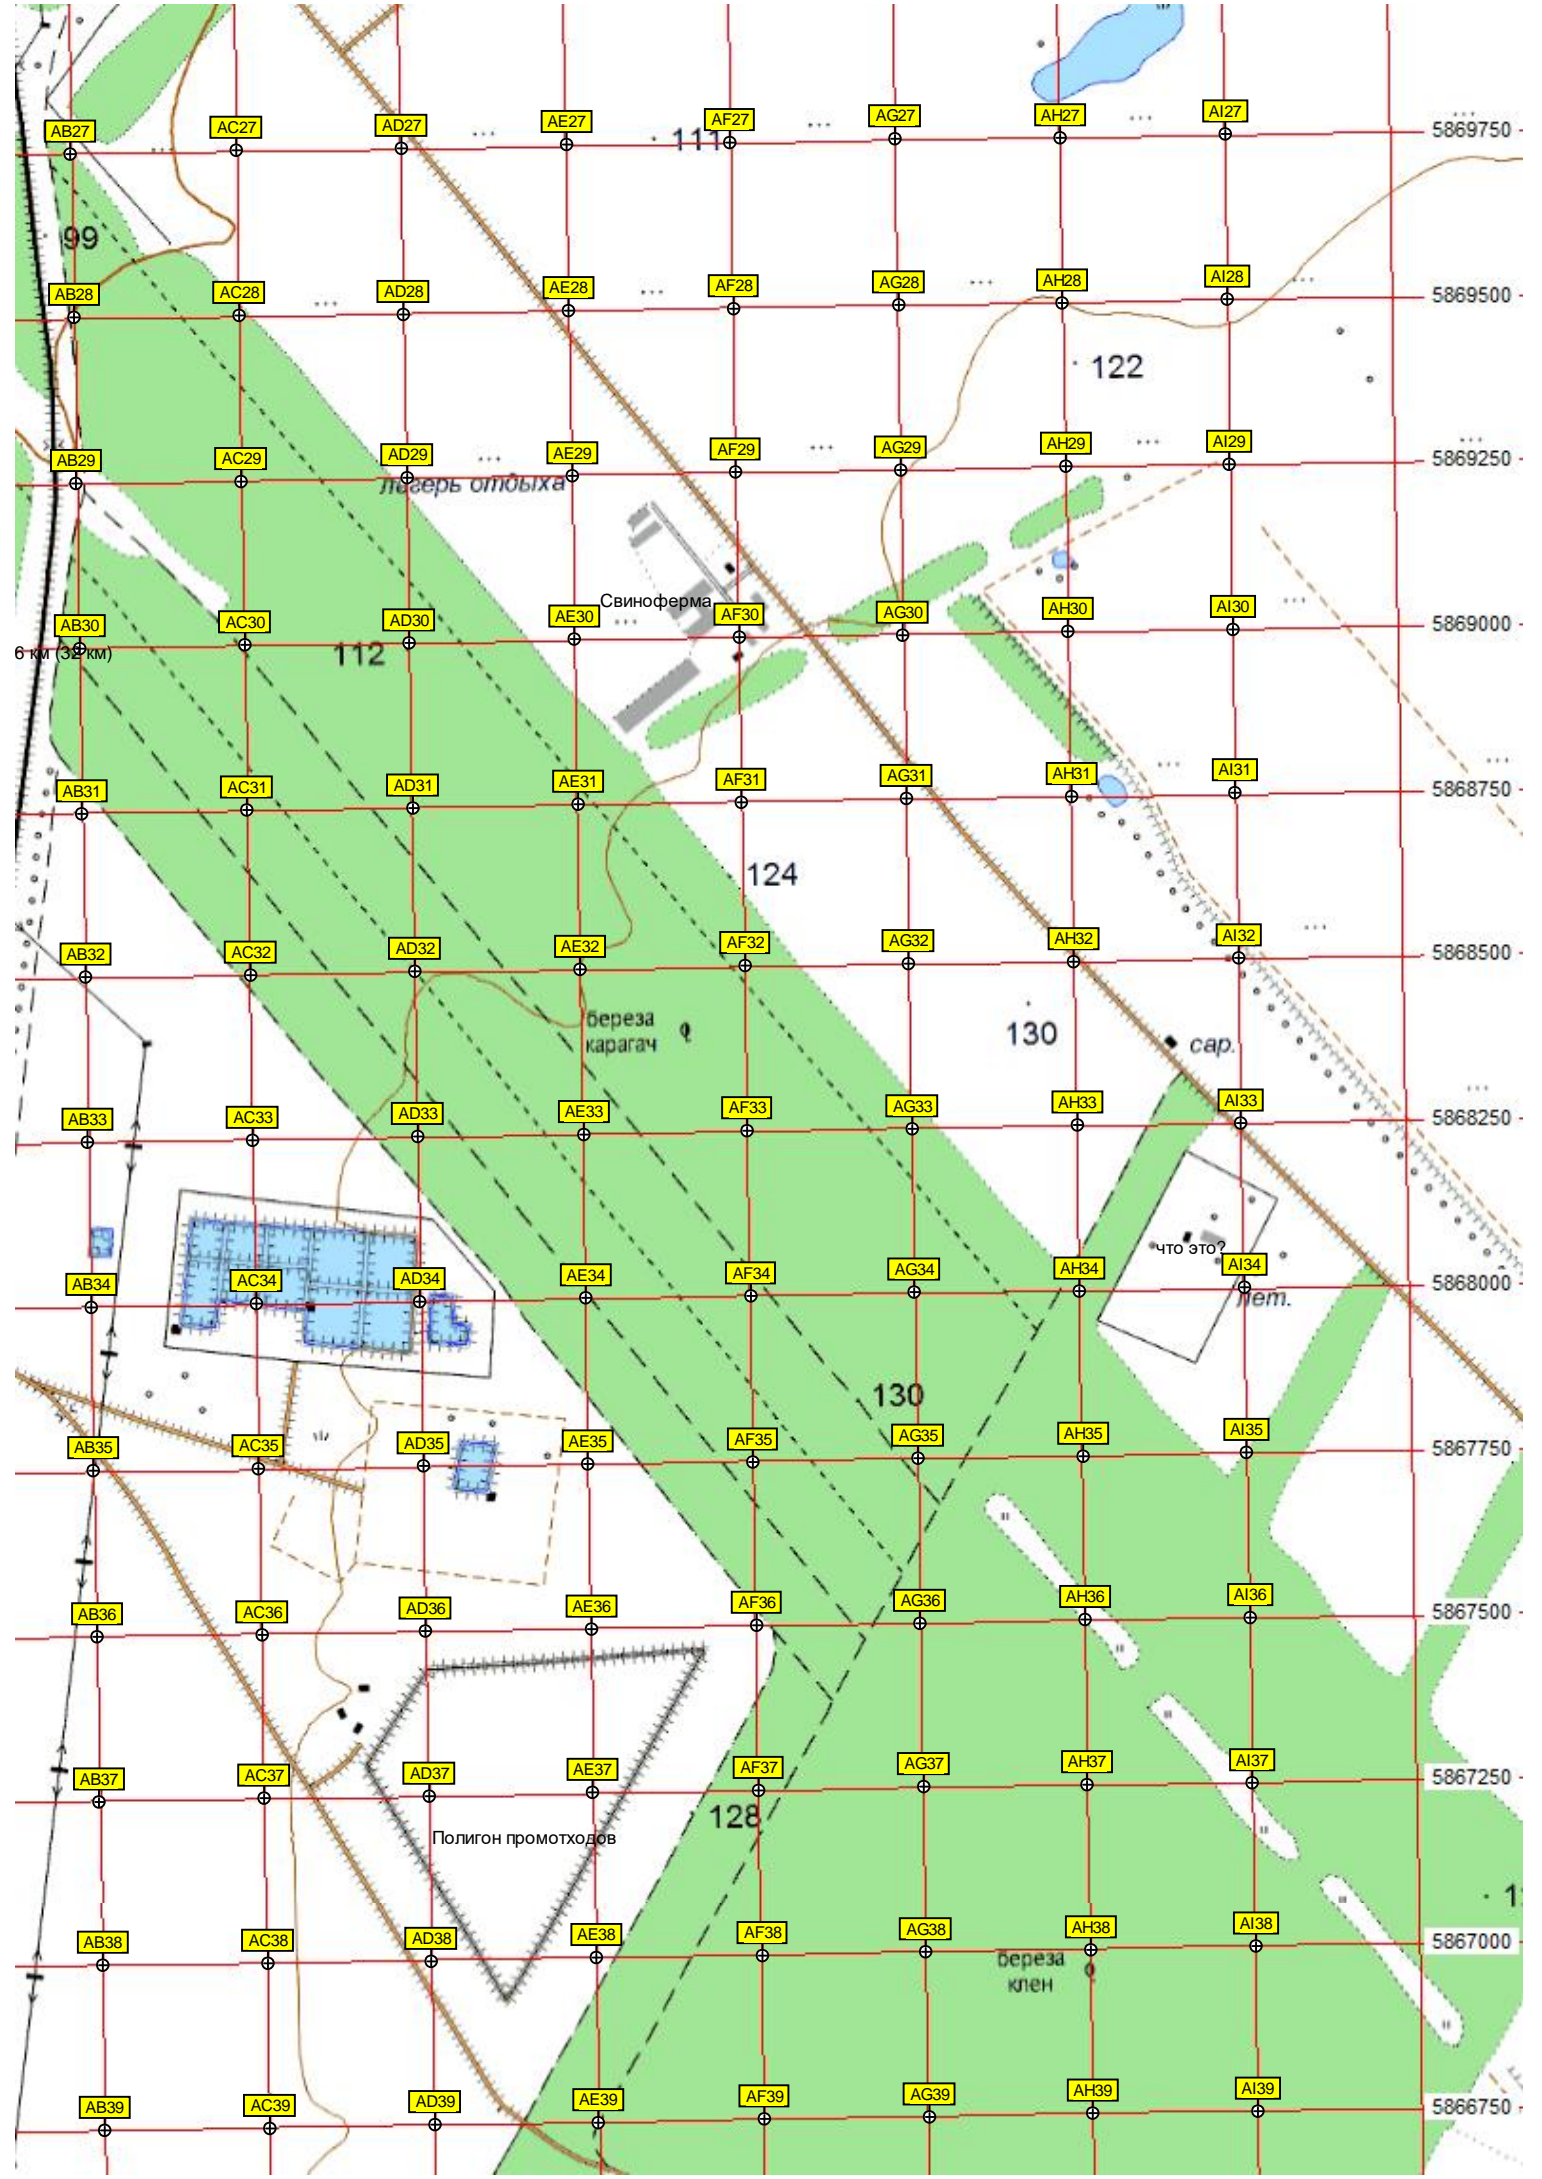 AB27 AC27 AD27 AE27 AF27 AG27 AH27 AI27
5869750
111
99
AB28 AC28 AD28 AE28 AF28 AG28 AH28 AI28
5869500
122
AB29 AC29 AD29 AE29 AF29 AG29 AH29 AI29
5869250
лагерь отдыха
Свиноферма
AB30 AC30 AD30 AE30 AF30 AG30 AH30 AI30
5869000
6 км (32 км)
112
AB31 AC31 AD31 AE31 AF31 AG31 AH31 AI31
5868750
124
AB32 AC32 AD32 AE32 AF32 AG32 AH32 AI32
5868500
береза
карагач
130
сар.
AB33 AC33 AD33 AE33 AF33 AG33 AH33 AI33
5868250
что это?
AB34 AC34 AD34 AE34 AF34 AG34 AH34 AI34
5868000
лет.
130
AB35 AC35 AD35 AE35 AF35 AG35 AH35 AI35
5867750
AB36 AC36 AD36 AE36 AF36 AG36 AH36 AI36
5867500
AB37 AC37 AD37 AE37 AF37 AG37 AH37 AI37
5867250
128
Полигон промотходов
AB38 AC38 AD38 AE38 AF38 AG38 AH38 AI38
5867000
береза
клен
AB39 AC39 AD39 AE39 AF39 AG39 AH39 AI39
5866750